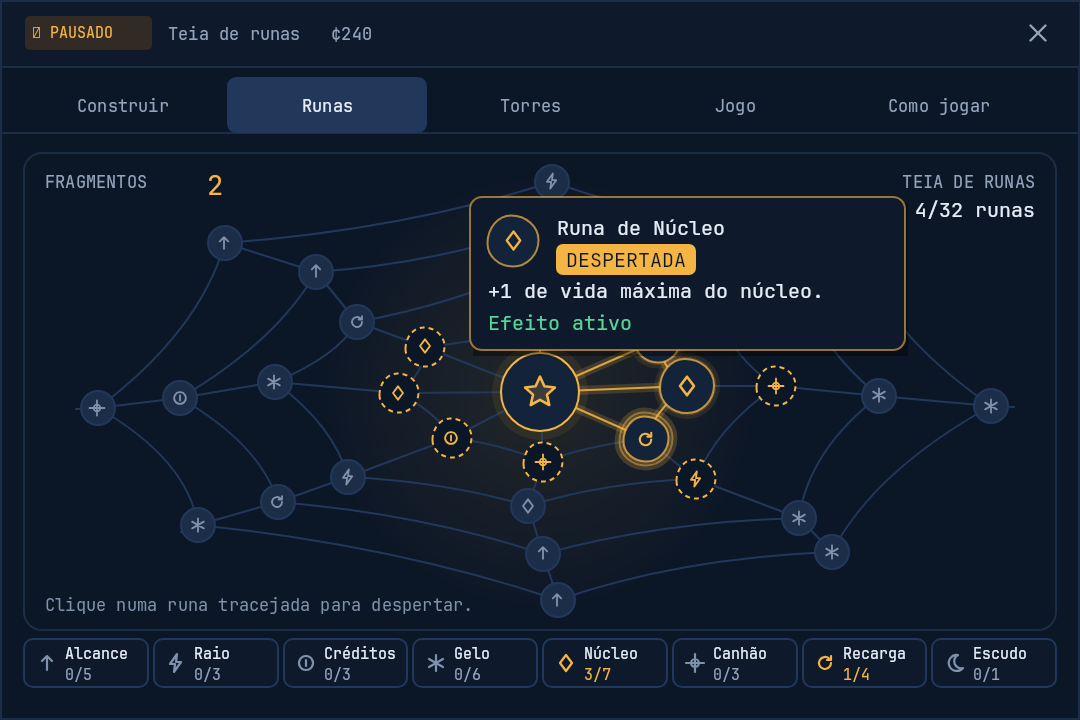 PAUSADO
Teia de runas ₵240
Construir
Runas
Torres
Jogo
Como jogar
FRAGMENTOS 2
TEIA DE RUNAS
4/32 runas
Runa de Núcleo
DESPERTADA
+1 de vida máxima do núcleo.
Efeito ativo
Clique numa runa tracejada para despertar.
Alcance
0/5
Raio
0/3
Créditos
0/3
Gelo
0/6
Núcleo
3/7
Canhão
0/3
Recarga
1/4
Escudo
0/1